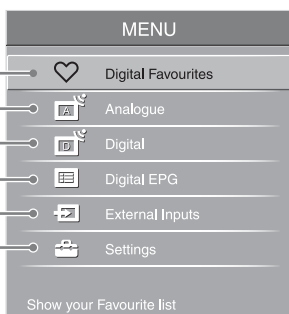 MENU
Digital Favourites
A Analogue
D Digital
Digital EPG
External Inputs
Settings
Show your Favourite list